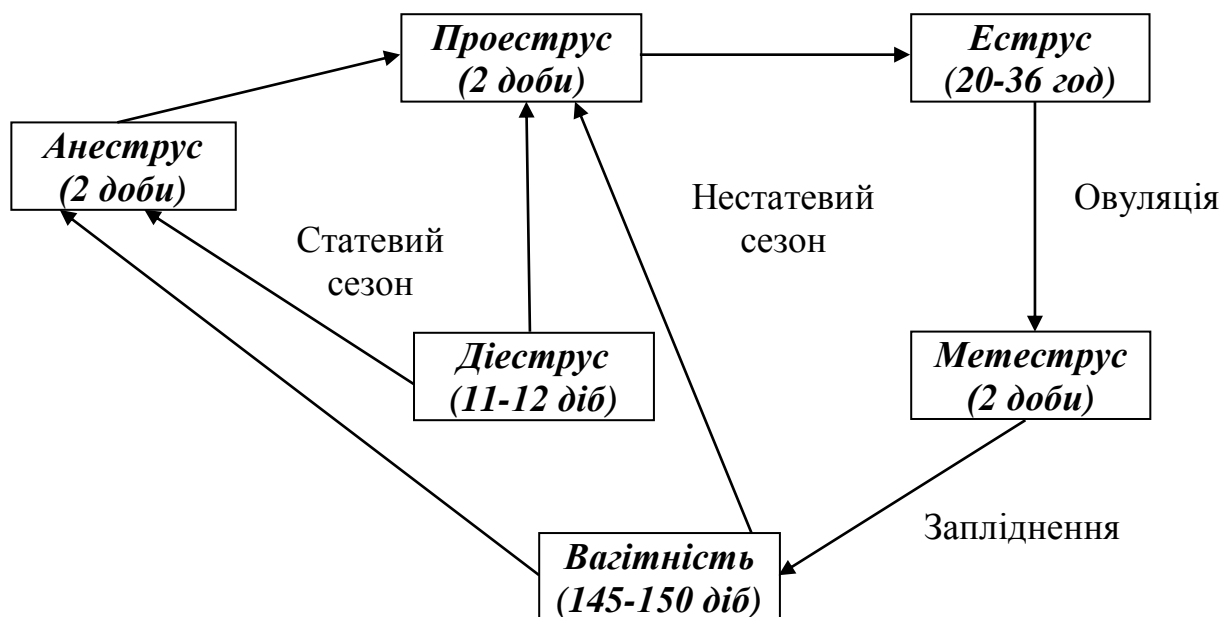 Проеструс
(2 доби)
Еструс
(20-36 год)
Анеструс
(2 доби)
Нестатевий
сезон
Овуляція
Статевий
сезон
Діеструс
(11-12 діб)
Метеструс
(2 доби)
Запліднення
Вагітність
(145-150 діб)